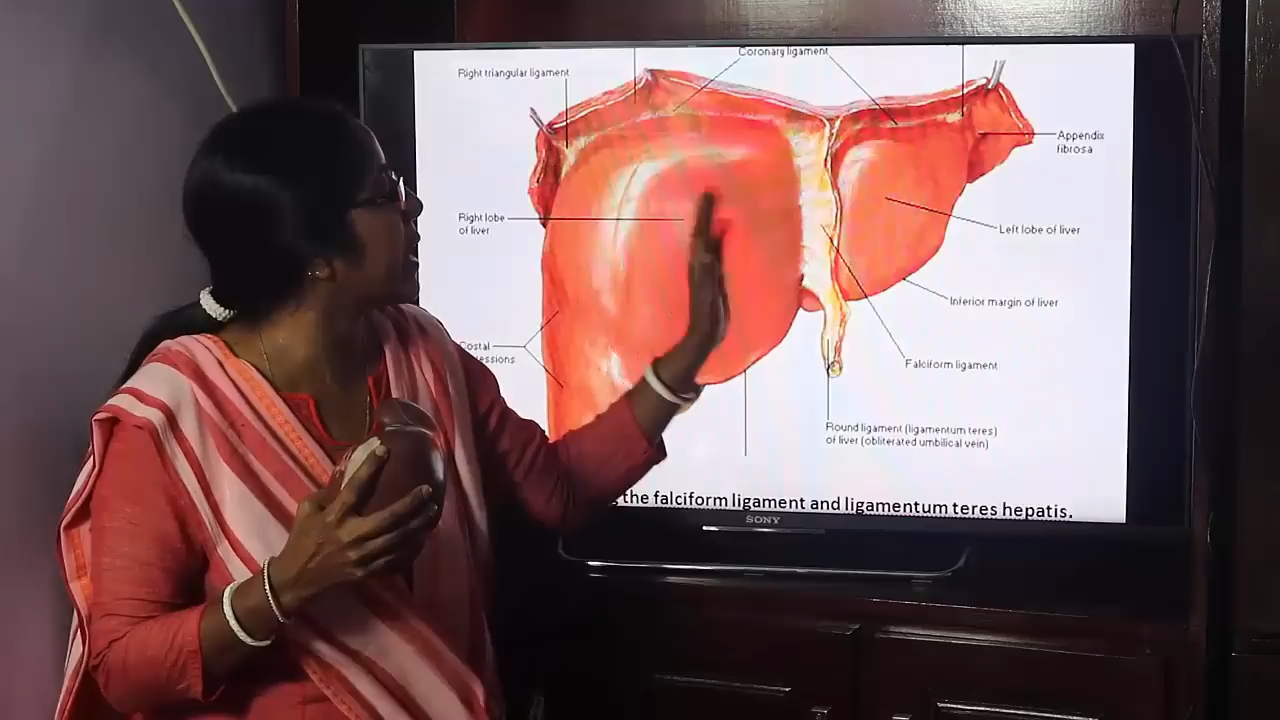 Coronary ligament
Right triangular ligament
Appendix
fibrosa
Right lobe
of liver
Left lobe of liver
Inferior margin of liver
Costal
essions
Falciform ligament
Round ligament (ligamentum teres)
of liver (obliterated umbilical vein)
the falciform ligament and ligamentum teres hepatis.
SONY